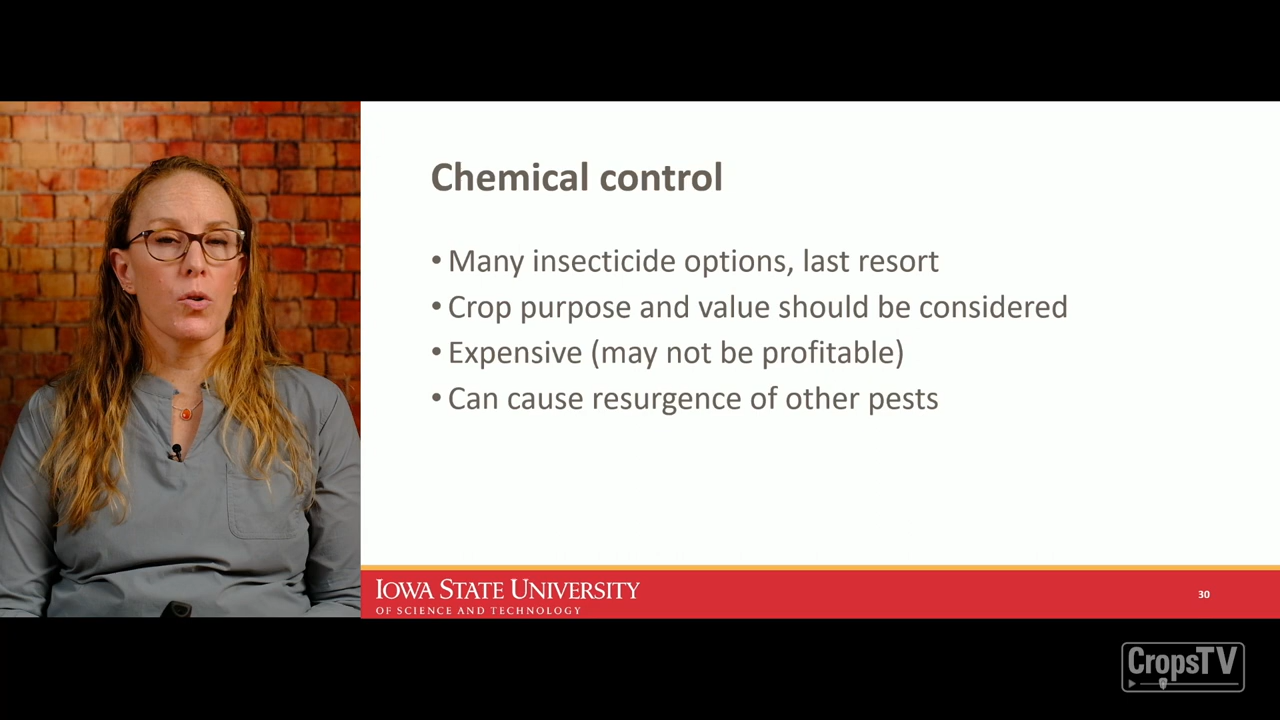 Chemical control
• Many insecticide options, last resort
• Crop purpose and value should be considered
• Expensive (may not be profitable)
• Can cause resurgence of other pests
IOWA STATE UNIVERSITY
OF SCIENCE AND TECHNOLOGY
30
CropsTV